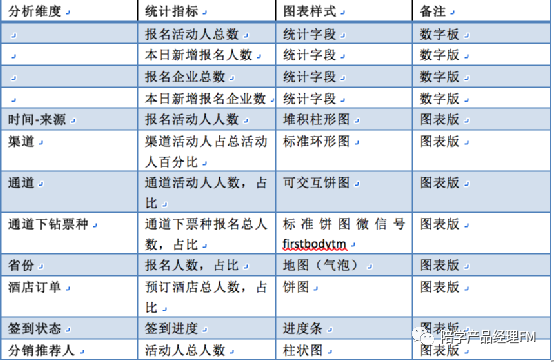 分析维度 统计指标 图表样式 备注
报名活动人总数 统计字段 数字板
本日新增报名人数 统计字段 数字版
报名企业总数 统计字段 数字版
本日新增报名企业数 统计字段 数字版
时间-来源 报名活动人人数 堆积柱形图 图表版
渠道 渠道活动人占总活动 标准环形图 图表版
人百分比
通道 通道活动人人数，占 可交互饼图 图表版
比
通道下钻票种 通道下票种报名总人 标准饼图微信号 图表版
数，占比 firstbodytm
省份 报名人数，占比 地图（气泡） 图表版
酒店订单 预订酒店总人数，占 饼图 图表版
比
签到状态 签到进度 进度条 图表版
分销推荐人 活动人总人数 柱状图 图表版
陪学产品经理FM